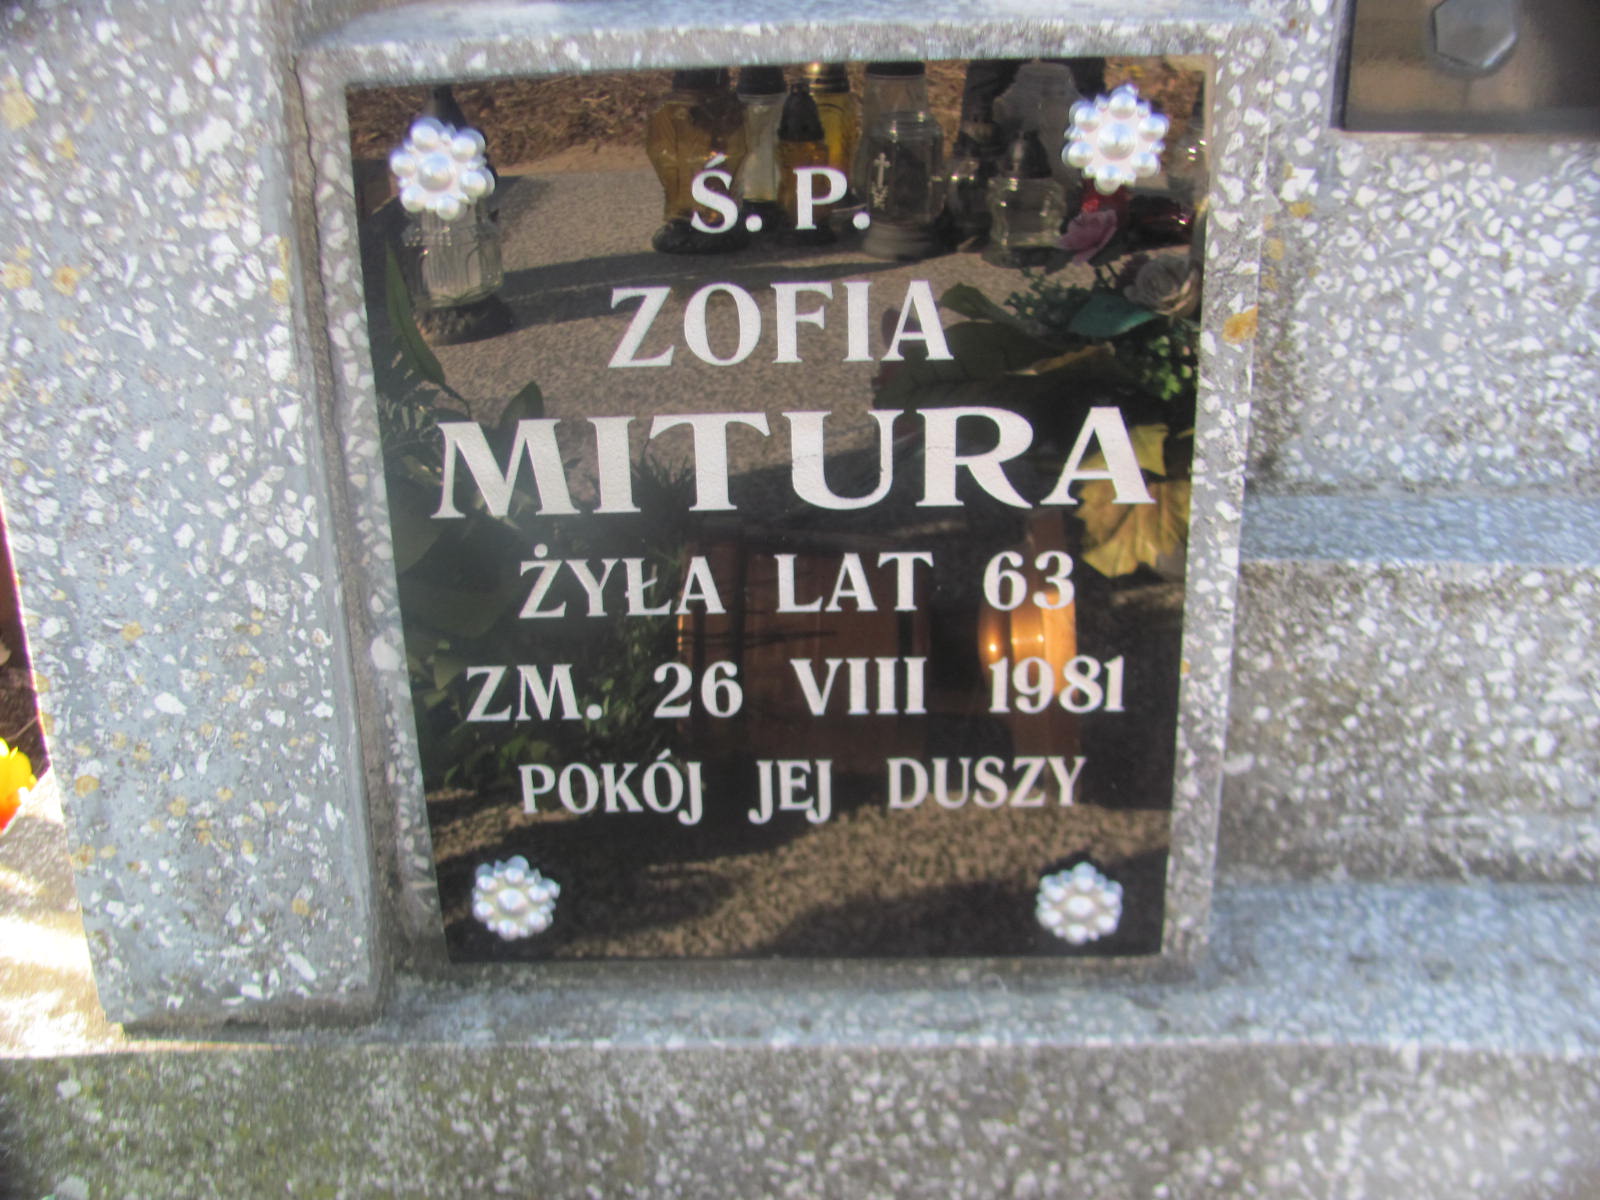 Ś. P.
ZOFIA
MITURA
ŻYŁA LAT 63
ZM. 26 VIII 1981
POKÓJ JEJ DUSZY